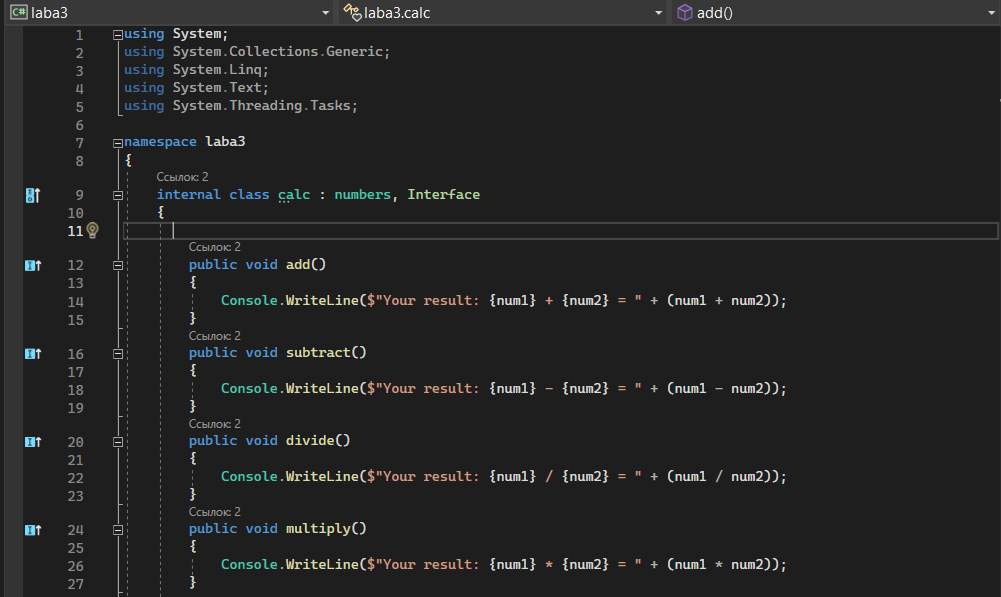 C# laba3 laba3.calc add()
1 using System;
2 using System.Collections.Generic;
3 using System.Linq;
4 using System.Text;
5 using System.Threading.Tasks;
6
7 namespace laba3
8 {
Ссылок: 2
9 internal class calc : numbers, Interface
10 {
11
Ссылок: 2
12 public void add()
13 {
14 Console.WriteLine($"Your result: {num1} + {num2} = " + (num1 + num2));
15 }
Ссылок: 2
16 public void subtract()
17 {
18 Console.WriteLine($"Your result: {num1} - {num2} = " + (num1 - num2));
19 }
Ссылок: 2
20 public void divide()
21 {
22 Console.WriteLine($"Your result: {num1} / {num2} = " + (num1 / num2));
23 }
Ссылок: 2
24 public void multiply()
25 {
26 Console.WriteLine($"Your result: {num1} * {num2} = " + (num1 * num2));
27 }